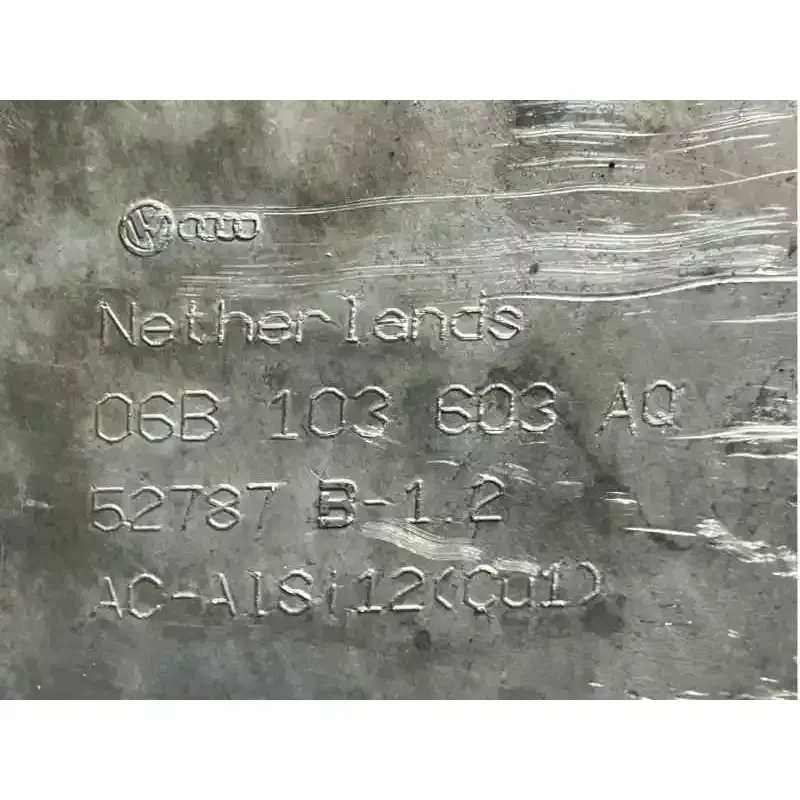 Netherlands
06B 103 603 AQ
52787 B-1.2
AC-AlSi12(Cu1)